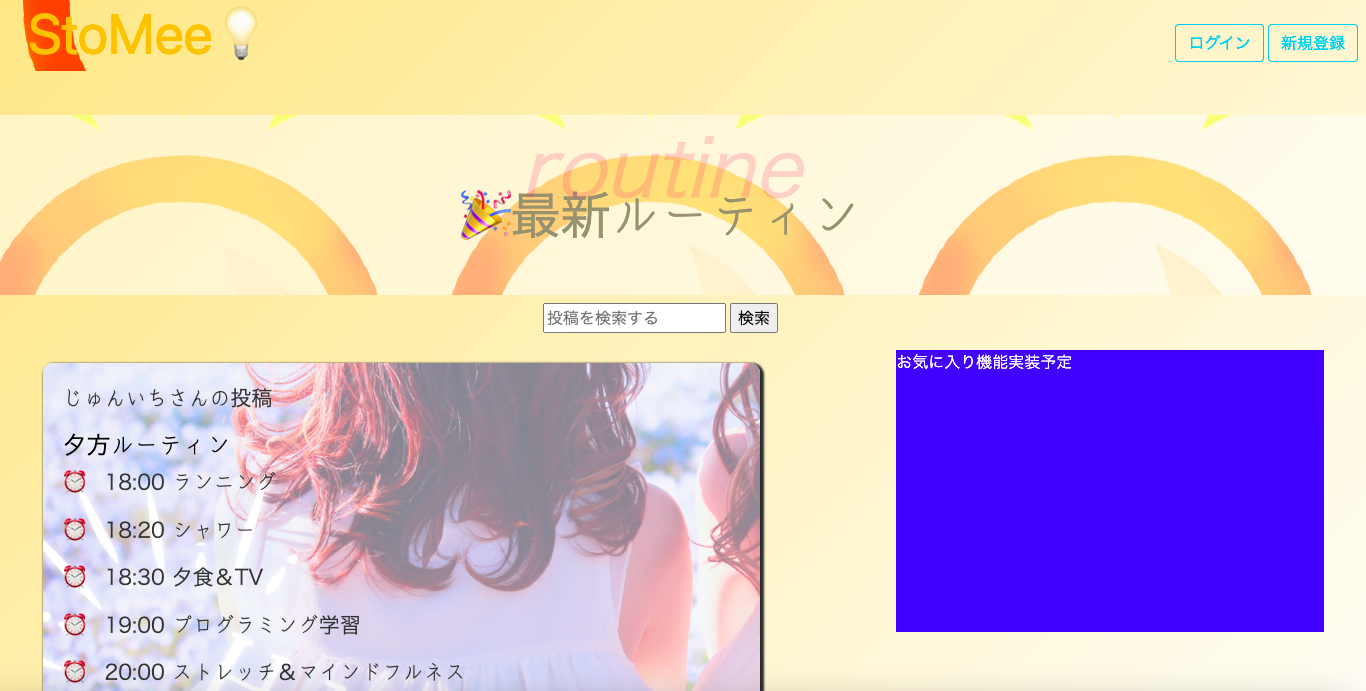 StoMee💡
ログイン 新規登録
routine
🎉最新ルーティン
投稿を検索する 検索
お気に入り機能実装予定
じゅんいちさんの投稿
夕方ルーティン
⏰ 18:00 ランニング
⏰ 18:20 シャワー
⏰ 18:30 夕食＆TV
⏰ 19:00 プログラミング学習
⏰ 20:00 ストレッチ＆マインドフルネス